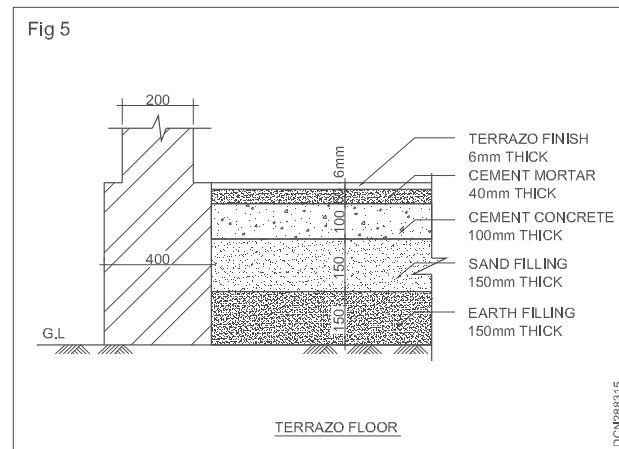 Fig 5
200
6mm
TERRAZO FINISH
6mm THICK
CEMENT MORTAR
40mm THICK
100
CEMENT CONCRETE
100mm THICK
400
150
SAND FILLING
150mm THICK
150
EARTH FILLING
150mm THICK
G.L
TERRAZO FLOOR
DCN288315